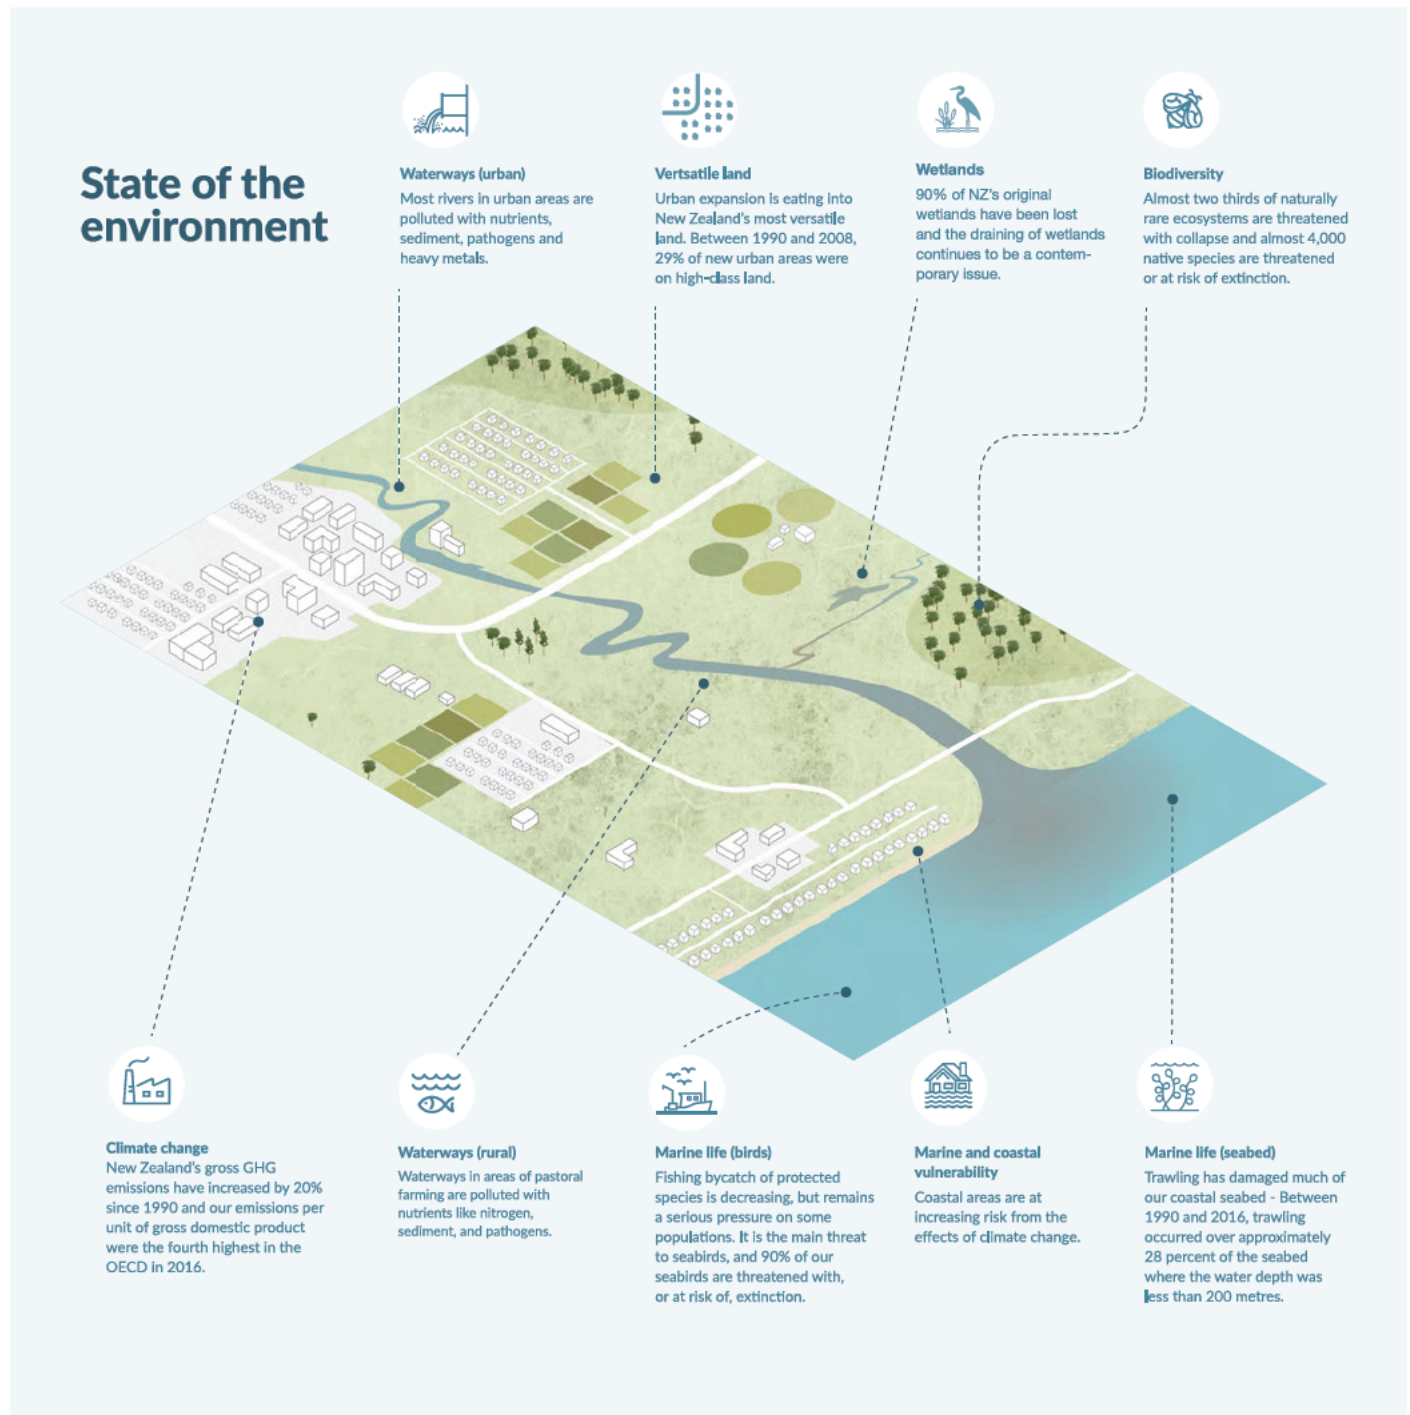 State of the
environment
Waterways (urban)
Most rivers in urban areas are
polluted with nutrients,
sediment, pathogens and
heavy metals.
Vertsatile land
Urban expansion is eating into
New Zealand's most versatile
land. Between 1990 and 2008,
29% of new urban areas were
on high-class land.
Wetlands
90% of NZ's original
wetlands have been lost
and the draining of wetlands
continues to be a contem-
porary issue.
Biodiversity
Almost two thirds of naturally
rare ecosystems are threatened
with collapse and almost 4,000
native species are threatened
or at risk of extinction.
Climate change
New Zealand's gross GHG
emissions have increased by 20%
since 1990 and our emissions per
unit of gross domestic product
were the fourth highest in the
OECD in 2016.
Waterways (rural)
Waterways in areas of pastoral
farming are polluted with
nutrients like nitrogen,
sediment, and pathogens.
Marine life (birds)
Fishing bycatch of protected
species is decreasing, but remains
a serious pressure on some
populations. It is the main threat
to seabirds, and 90% of our
seabirds are threatened with,
or at risk of, extinction.
Marine and coastal
vulnerability
Coastal areas are at
increasing risk from the
effects of climate change.
Marine life (seabed)
Trawling has damaged much of
our coastal seabed - Between
1990 and 2016, trawling
occurred over approximately
28 percent of the seabed
where the water depth was
less than 200 metres.